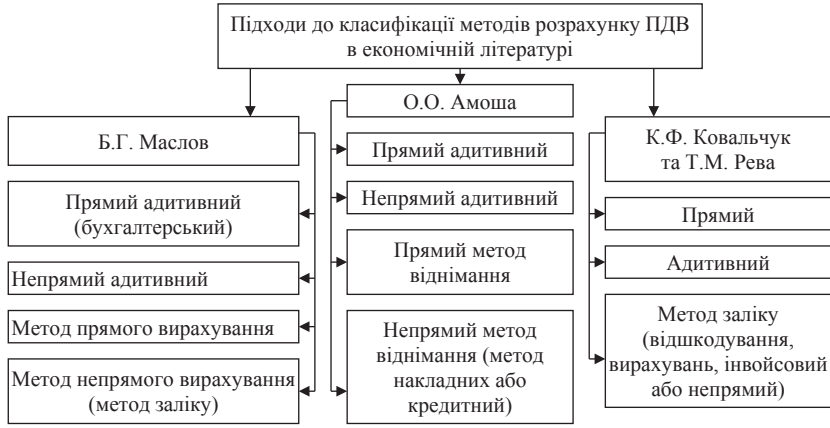 Підходи до класифікації методів розрахунку ПДВ
в економічній літературі
Б.Г. Маслов
Прямий адитивний
(бухгалтерський)
Непрямий адитивний
Метод прямого вирахування
Метод непрямого вирахування
(метод заліку)
О.О. Амоша
Прямий адитивний
Непрямий адитивний
Прямий метод
віднімання
Непрямий метод
віднімання (метод
накладних або
кредитний)
К.Ф. Ковальчук
та Т.М. Рева
Прямий
Адитивний
Метод заліку
(відшкодування,
вирахувань, інвойсовий
або непрямий)